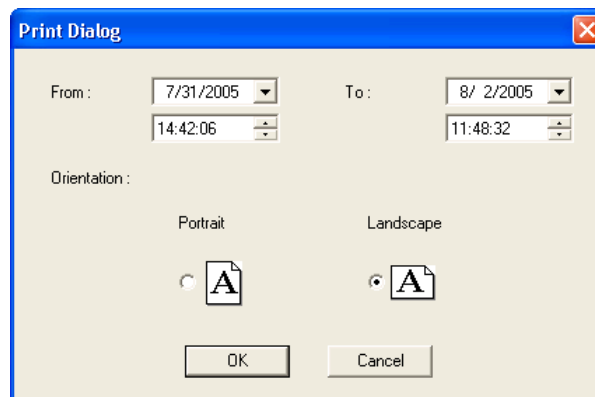 Print Dialog
From : 7/31/2005 To : 8/ 2/2005
14:42:06 11:48:32
Orientation :
Portrait Landscape
A A
OK Cancel